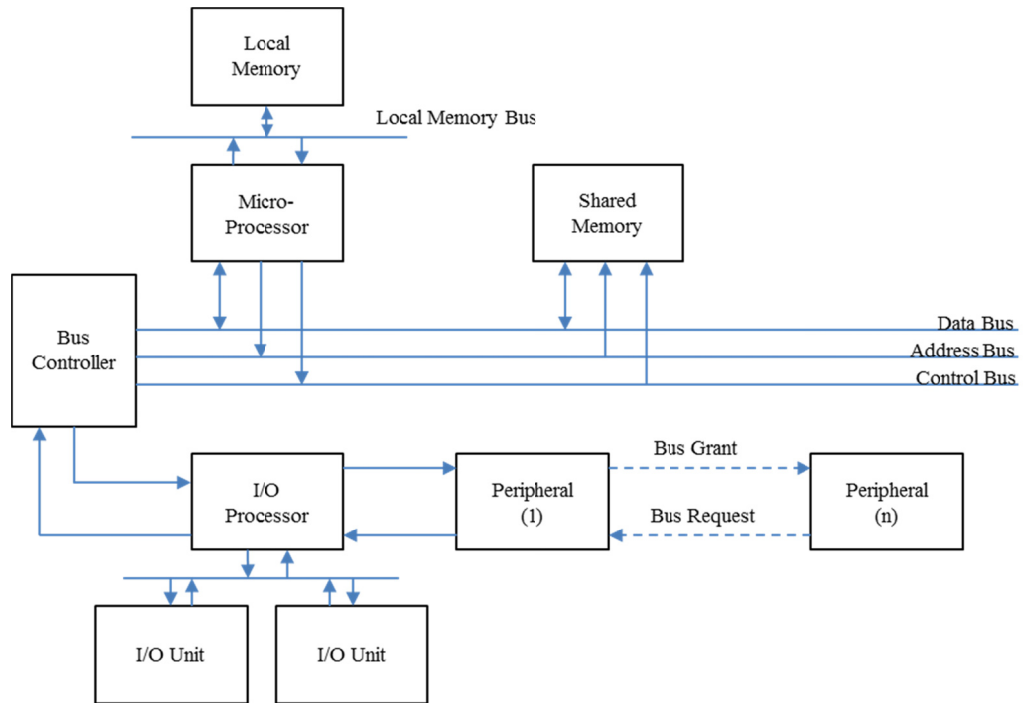 Local
Memory
Local Memory Bus
Micro-
Processor
Shared
Memory
Bus
Controller
Data Bus
Address Bus
Control Bus
I/O
Processor
Peripheral
(1)
Bus Grant
Bus Request
Peripheral
(n)
I/O Unit
I/O Unit